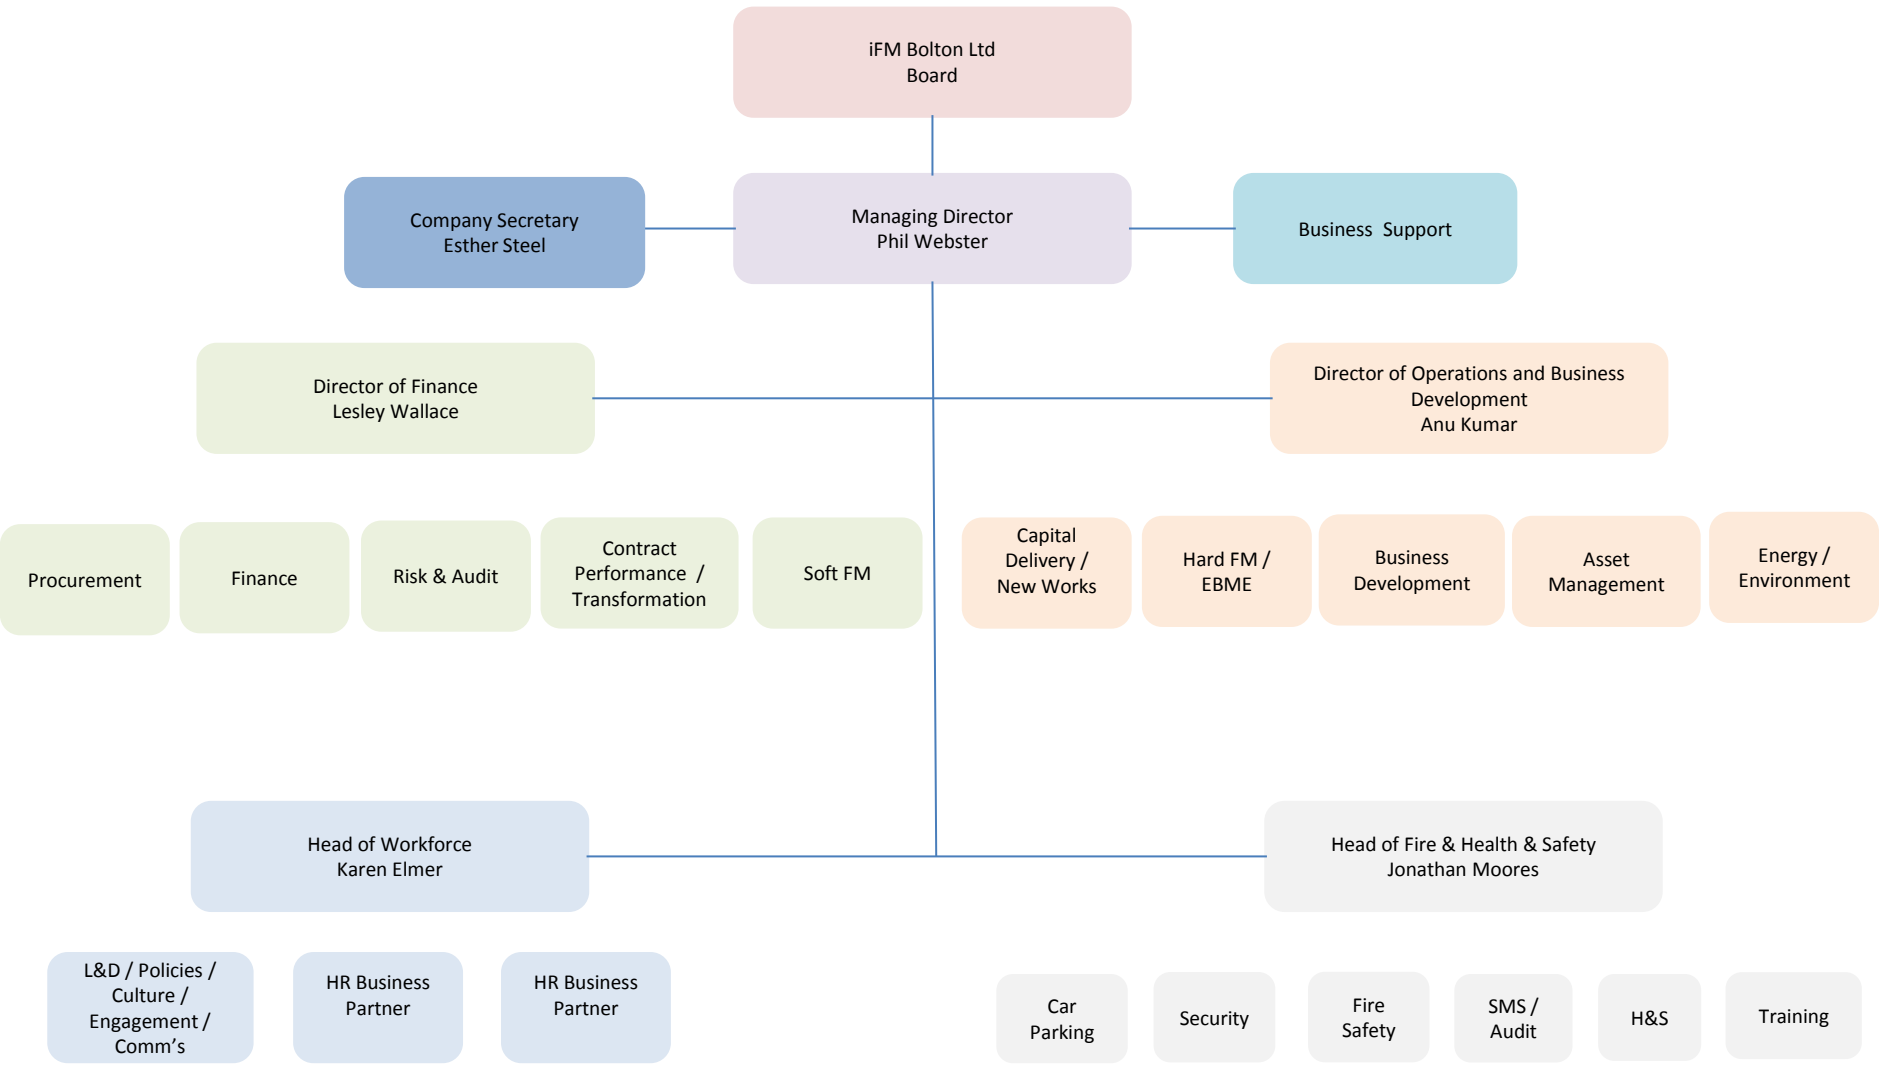 iFM Bolton Ltd
Board
Company Secretary
Esther Steel
Managing Director
Phil Webster
Business  Support
Director of Finance
Lesley Wallace
Director of Operations and Business
Development
Anu Kumar
Procurement
Finance
Risk & Audit
Contract
Performance  /
Transformation
Soft FM
Capital
Delivery /
New Works
Hard FM /
EBME
Business
Development
Asset
Management
Energy /
Environment
Head of Workforce
Karen Elmer
Head of Fire & Health & Safety
Jonathan Moores
L&D / Policies /
Culture /
Engagement /
Comm’s
HR Business
Partner
HR Business
Partner
Car
Parking
Security
Fire
Safety
SMS /
Audit
H&S
Training